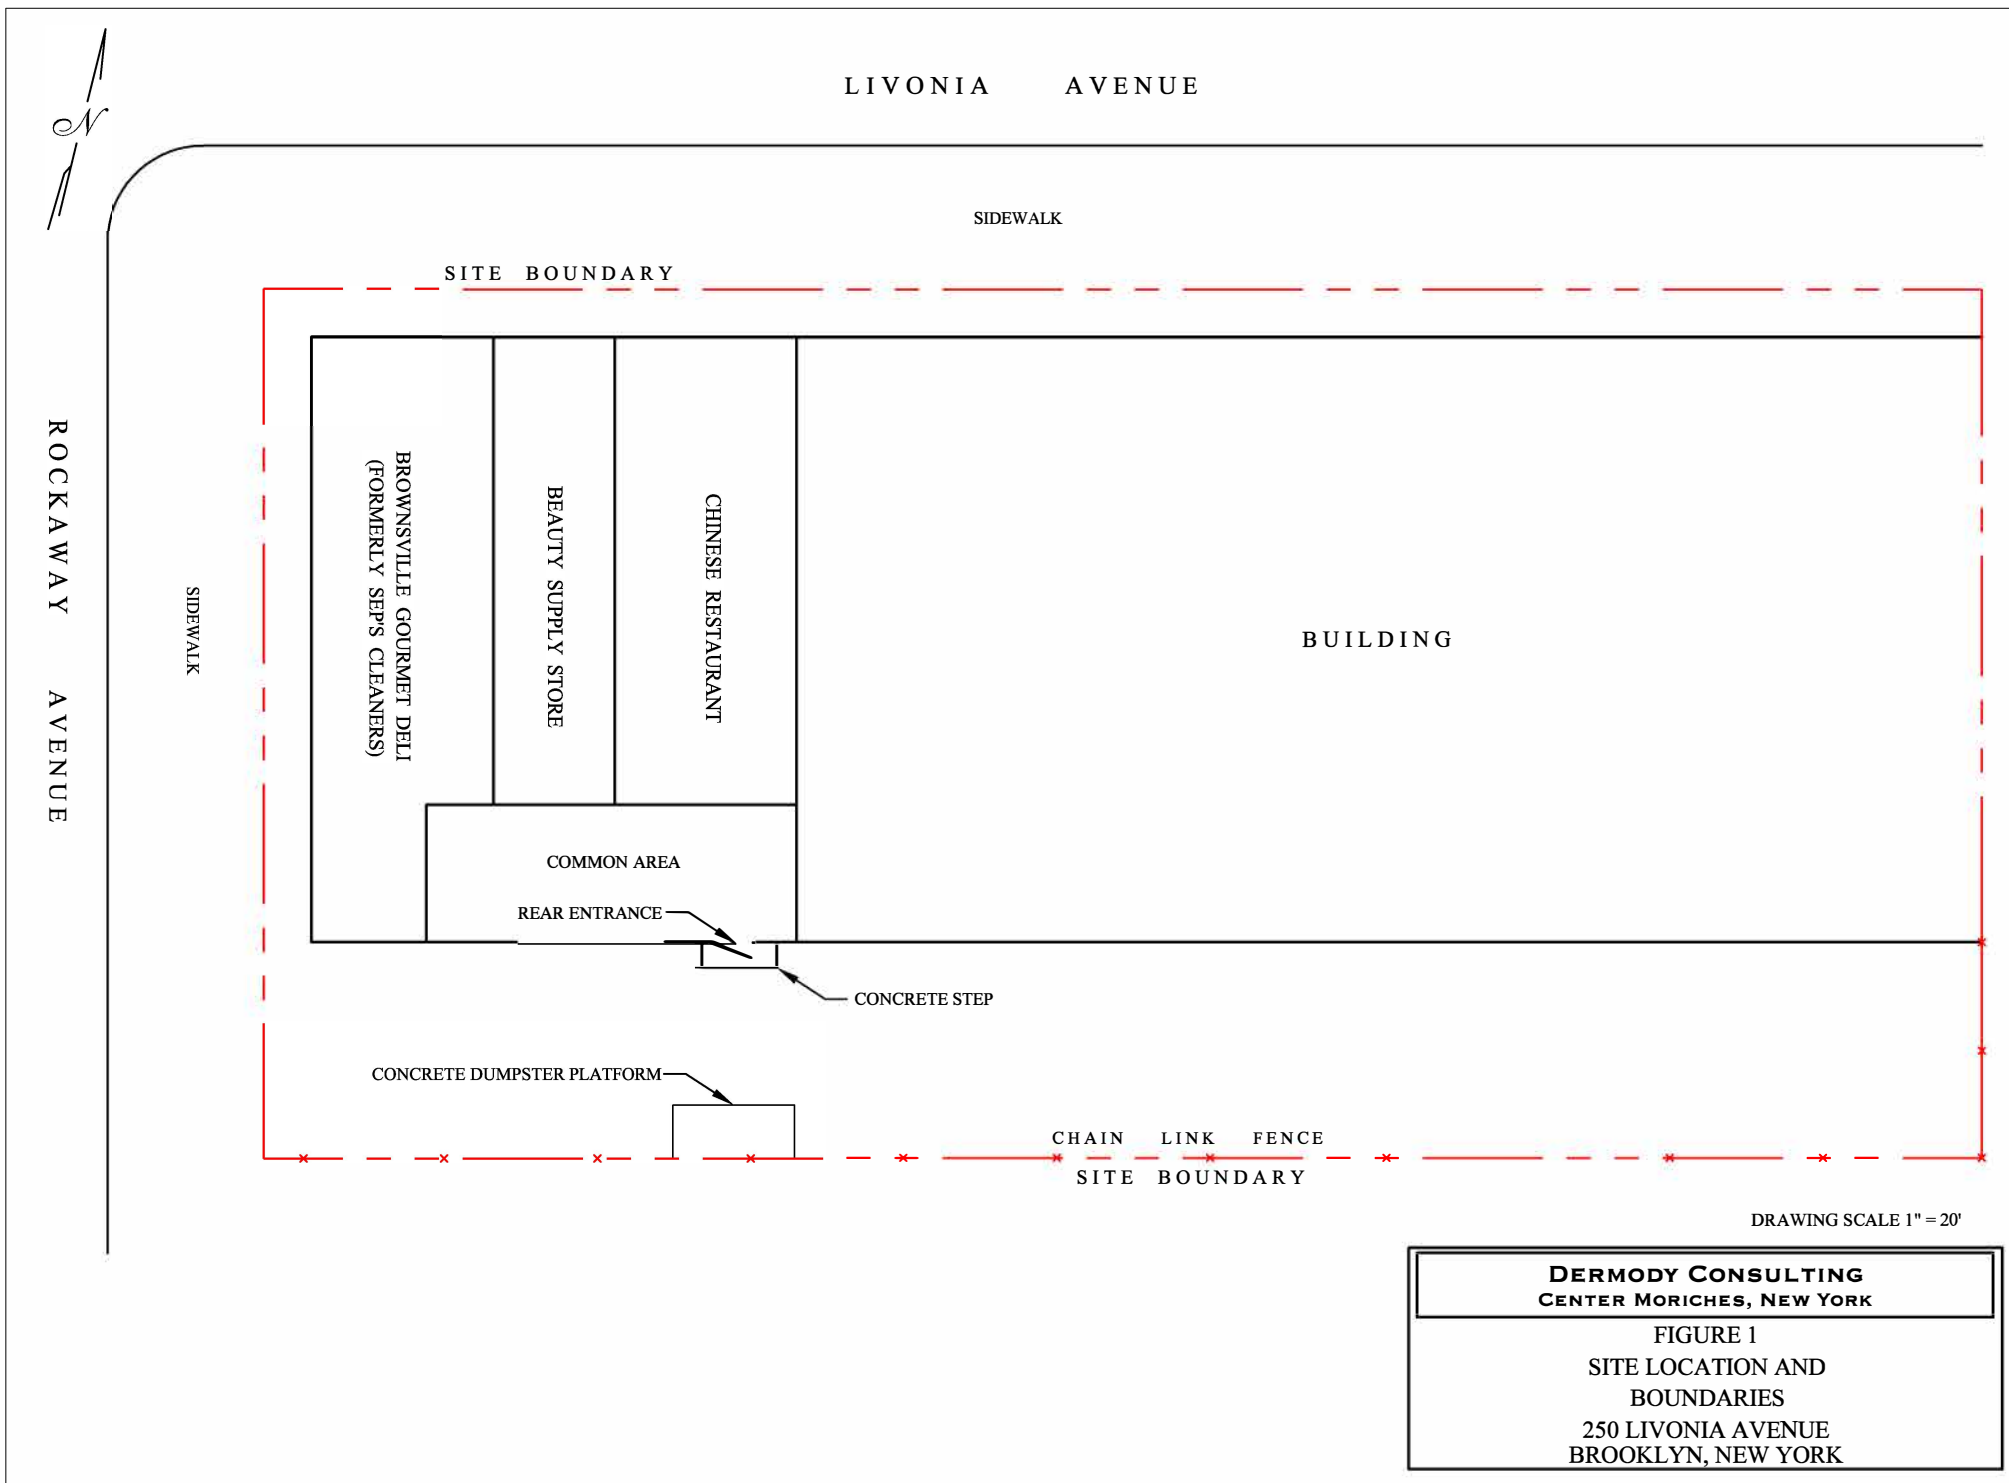 LIVONIA AVENUE
N
SIDEWALK
SITE BOUNDARY
ROCKAWAY AVENUE
SIDEWALK
BROWNSVILLE GOURMET DELI
(FORMERLY SEP'S CLEANERS)
BEAUTY SUPPLY STORE
CHINESE RESTAURANT
BUILDING
COMMON AREA
REAR ENTRANCE
CONCRETE STEP
CONCRETE DUMPSTER PLATFORM
CHAIN LINK FENCE
SITE BOUNDARY
DRAWING SCALE 1" = 20'
DERMODY CONSULTING
CENTER MORICHES, NEW YORK
FIGURE 1
SITE LOCATION AND
BOUNDARIES
250 LIVONIA AVENUE
BROOKLYN, NEW YORK